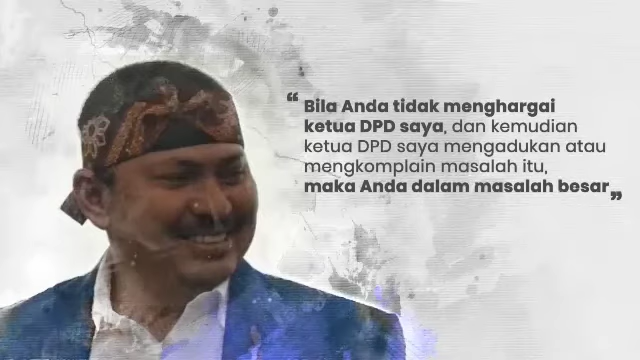 “ Bila Anda tidak menghargai
ketua DPD saya, dan kemudian
ketua DPD saya mengadukan atau
mengkomplain masalah itu,
maka Anda dalam masalah besar „